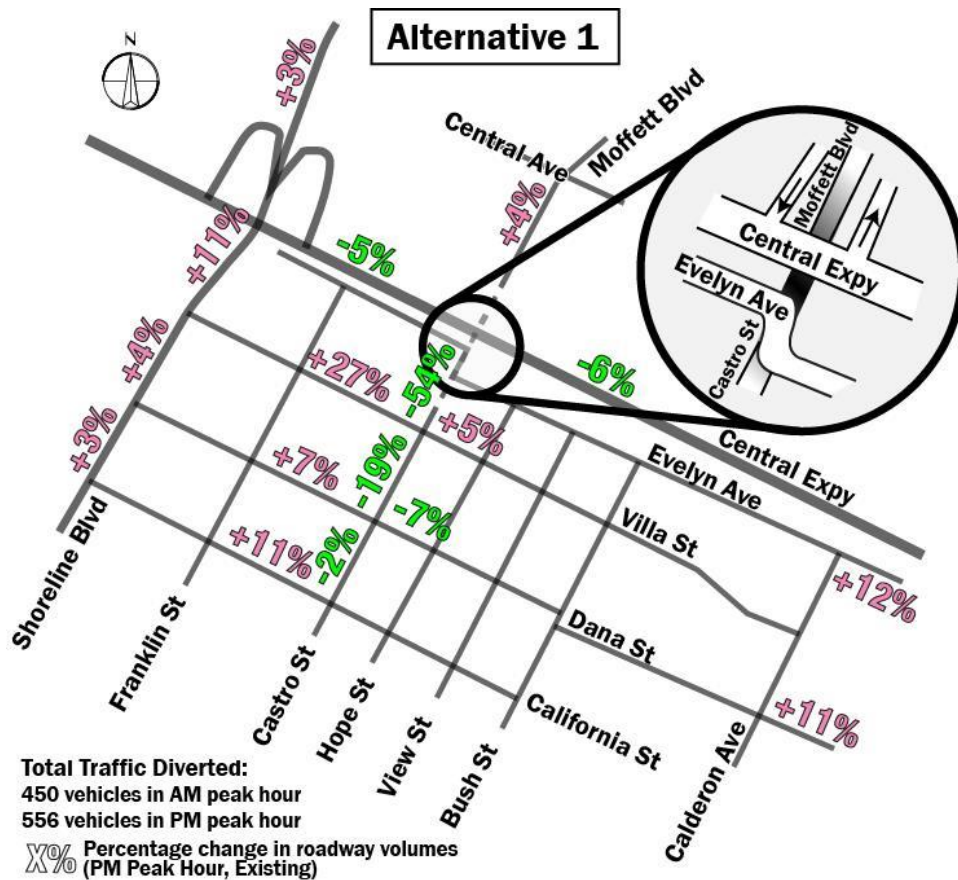 Alternative 1
N
+3%
Central Ave
Moffett Blvd
+4%
+11%
-5%
Moffett Blvd
Central Expy
Evelyn Ave
Castro St
+4%
+27%
-54%
-6%
+3%
+5%
Central Expy
Evelyn Ave
+7%
-19%
-7%
Villa St
+11%
-2%
+12%
Shoreline Blvd
Franklin St
Castro St
Hope St
View St
Bush St
Dana St
California St
+11%
Calderon Ave
Total Traffic Diverted:
450 vehicles in AM peak hour
556 vehicles in PM peak hour
X% Percentage change in roadway volumes
(PM Peak Hour, Existing)